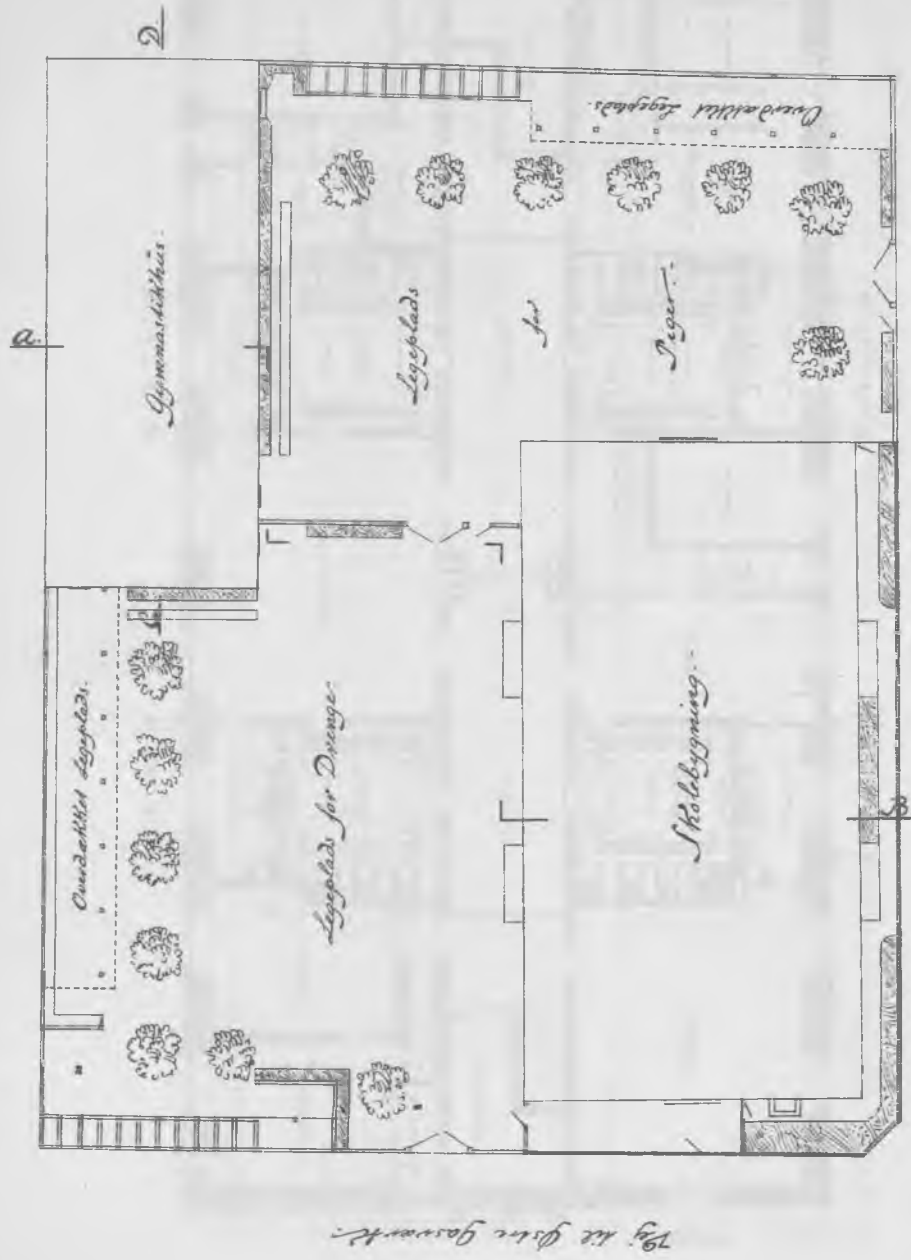 D.
a.
Gymnastikhus.
Overdækket Legeplads.
Legeplads
for
Piger.
Overdækket Legeplads.
Legeplads for Drenge.
Skolebygning.
B
Vej til Østre Gasværk.